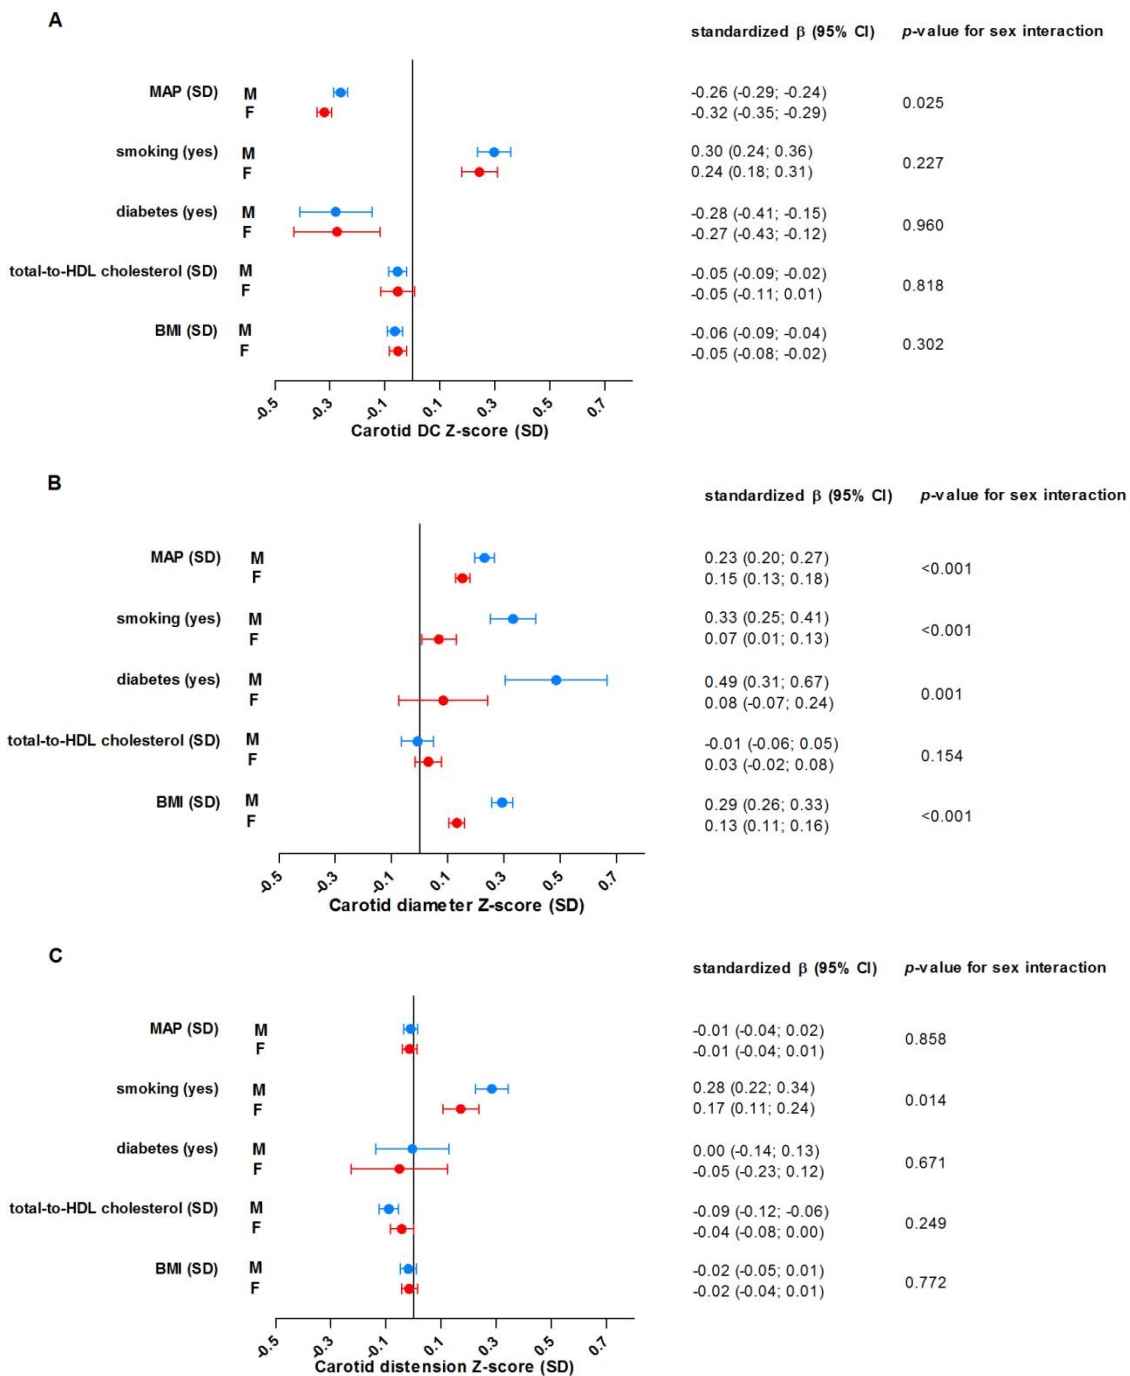 A
standardized β (95% CI) p-value for sex interaction
MAP (SD) M -0.26 (-0.29; -0.24) 0.025
F -0.32 (-0.35; -0.29)
smoking (yes) M 0.30 (0.24; 0.36) 0.227
F 0.24 (0.18; 0.31)
diabetes (yes) M -0.28 (-0.41; -0.15) 0.960
F -0.27 (-0.43; -0.12)
total-to-HDL cholesterol (SD) M -0.05 (-0.09; -0.02) 0.818
F -0.05 (-0.11; 0.01)
BMI (SD) M -0.06 (-0.09; -0.04) 0.302
F -0.05 (-0.08; -0.02)
-0.5 -0.3 -0.1 0.1 0.3 0.5 0.7
Carotid DC Z-score (SD)
B
standardized β (95% CI) p-value for sex interaction
MAP (SD) M 0.23 (0.20; 0.27) <0.001
F 0.15 (0.13; 0.18)
smoking (yes) M 0.33 (0.25; 0.41) <0.001
F 0.07 (0.01; 0.13)
diabetes (yes) M 0.49 (0.31; 0.67) 0.001
F 0.08 (-0.07; 0.24)
total-to-HDL cholesterol (SD) M -0.01 (-0.06; 0.05) 0.154
F 0.03 (-0.02; 0.08)
BMI (SD) M 0.29 (0.26; 0.33) <0.001
F 0.13 (0.11; 0.16)
-0.5 -0.3 -0.1 0.1 0.3 0.5 0.7
Carotid diameter Z-score (SD)
C
standardized β (95% CI) p-value for sex interaction
MAP (SD) M -0.01 (-0.04; 0.02) 0.858
F -0.01 (-0.04; 0.01)
smoking (yes) M 0.28 (0.22; 0.34) 0.014
F 0.17 (0.11; 0.24)
diabetes (yes) M 0.00 (-0.14; 0.13) 0.671
F -0.05 (-0.23; 0.12)
total-to-HDL cholesterol (SD) M -0.09 (-0.12; -0.06) 0.249
F -0.04 (-0.08; 0.00)
BMI (SD) M -0.02 (-0.05; 0.01) 0.772
F -0.02 (-0.04; 0.01)
-0.5 -0.3 -0.1 0.1 0.3 0.5 0.7
Carotid distension Z-score (SD)